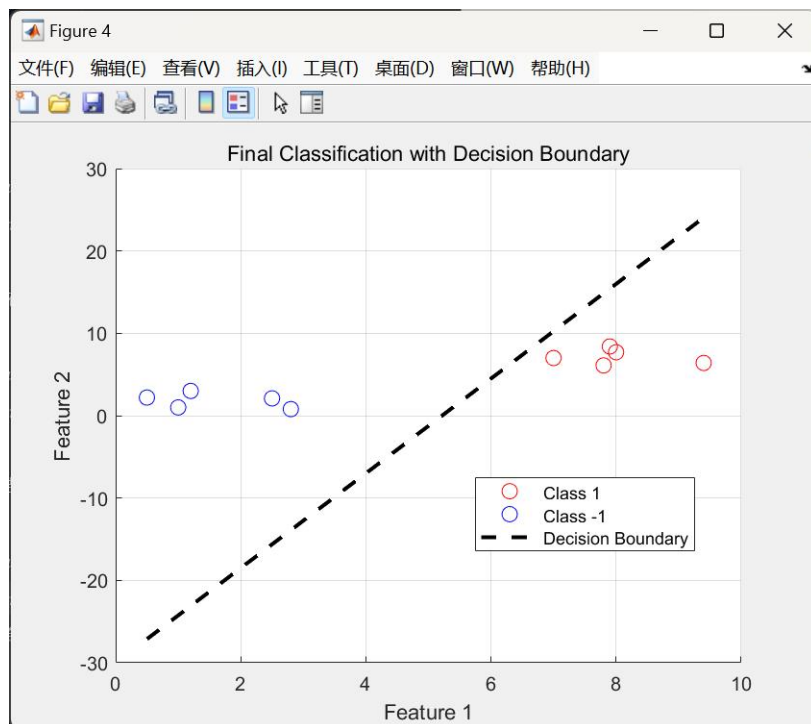 Figure 4
文件(F) 编辑(E) 查看(V) 插入(I) 工具(T) 桌面(D) 窗口(W) 帮助(H)
Final Classification with Decision Boundary
30
20
10
0
-10
-20
-30
Feature 2
Class 1
Class -1
Decision Boundary
0 2 4 6 8 10
Feature 1